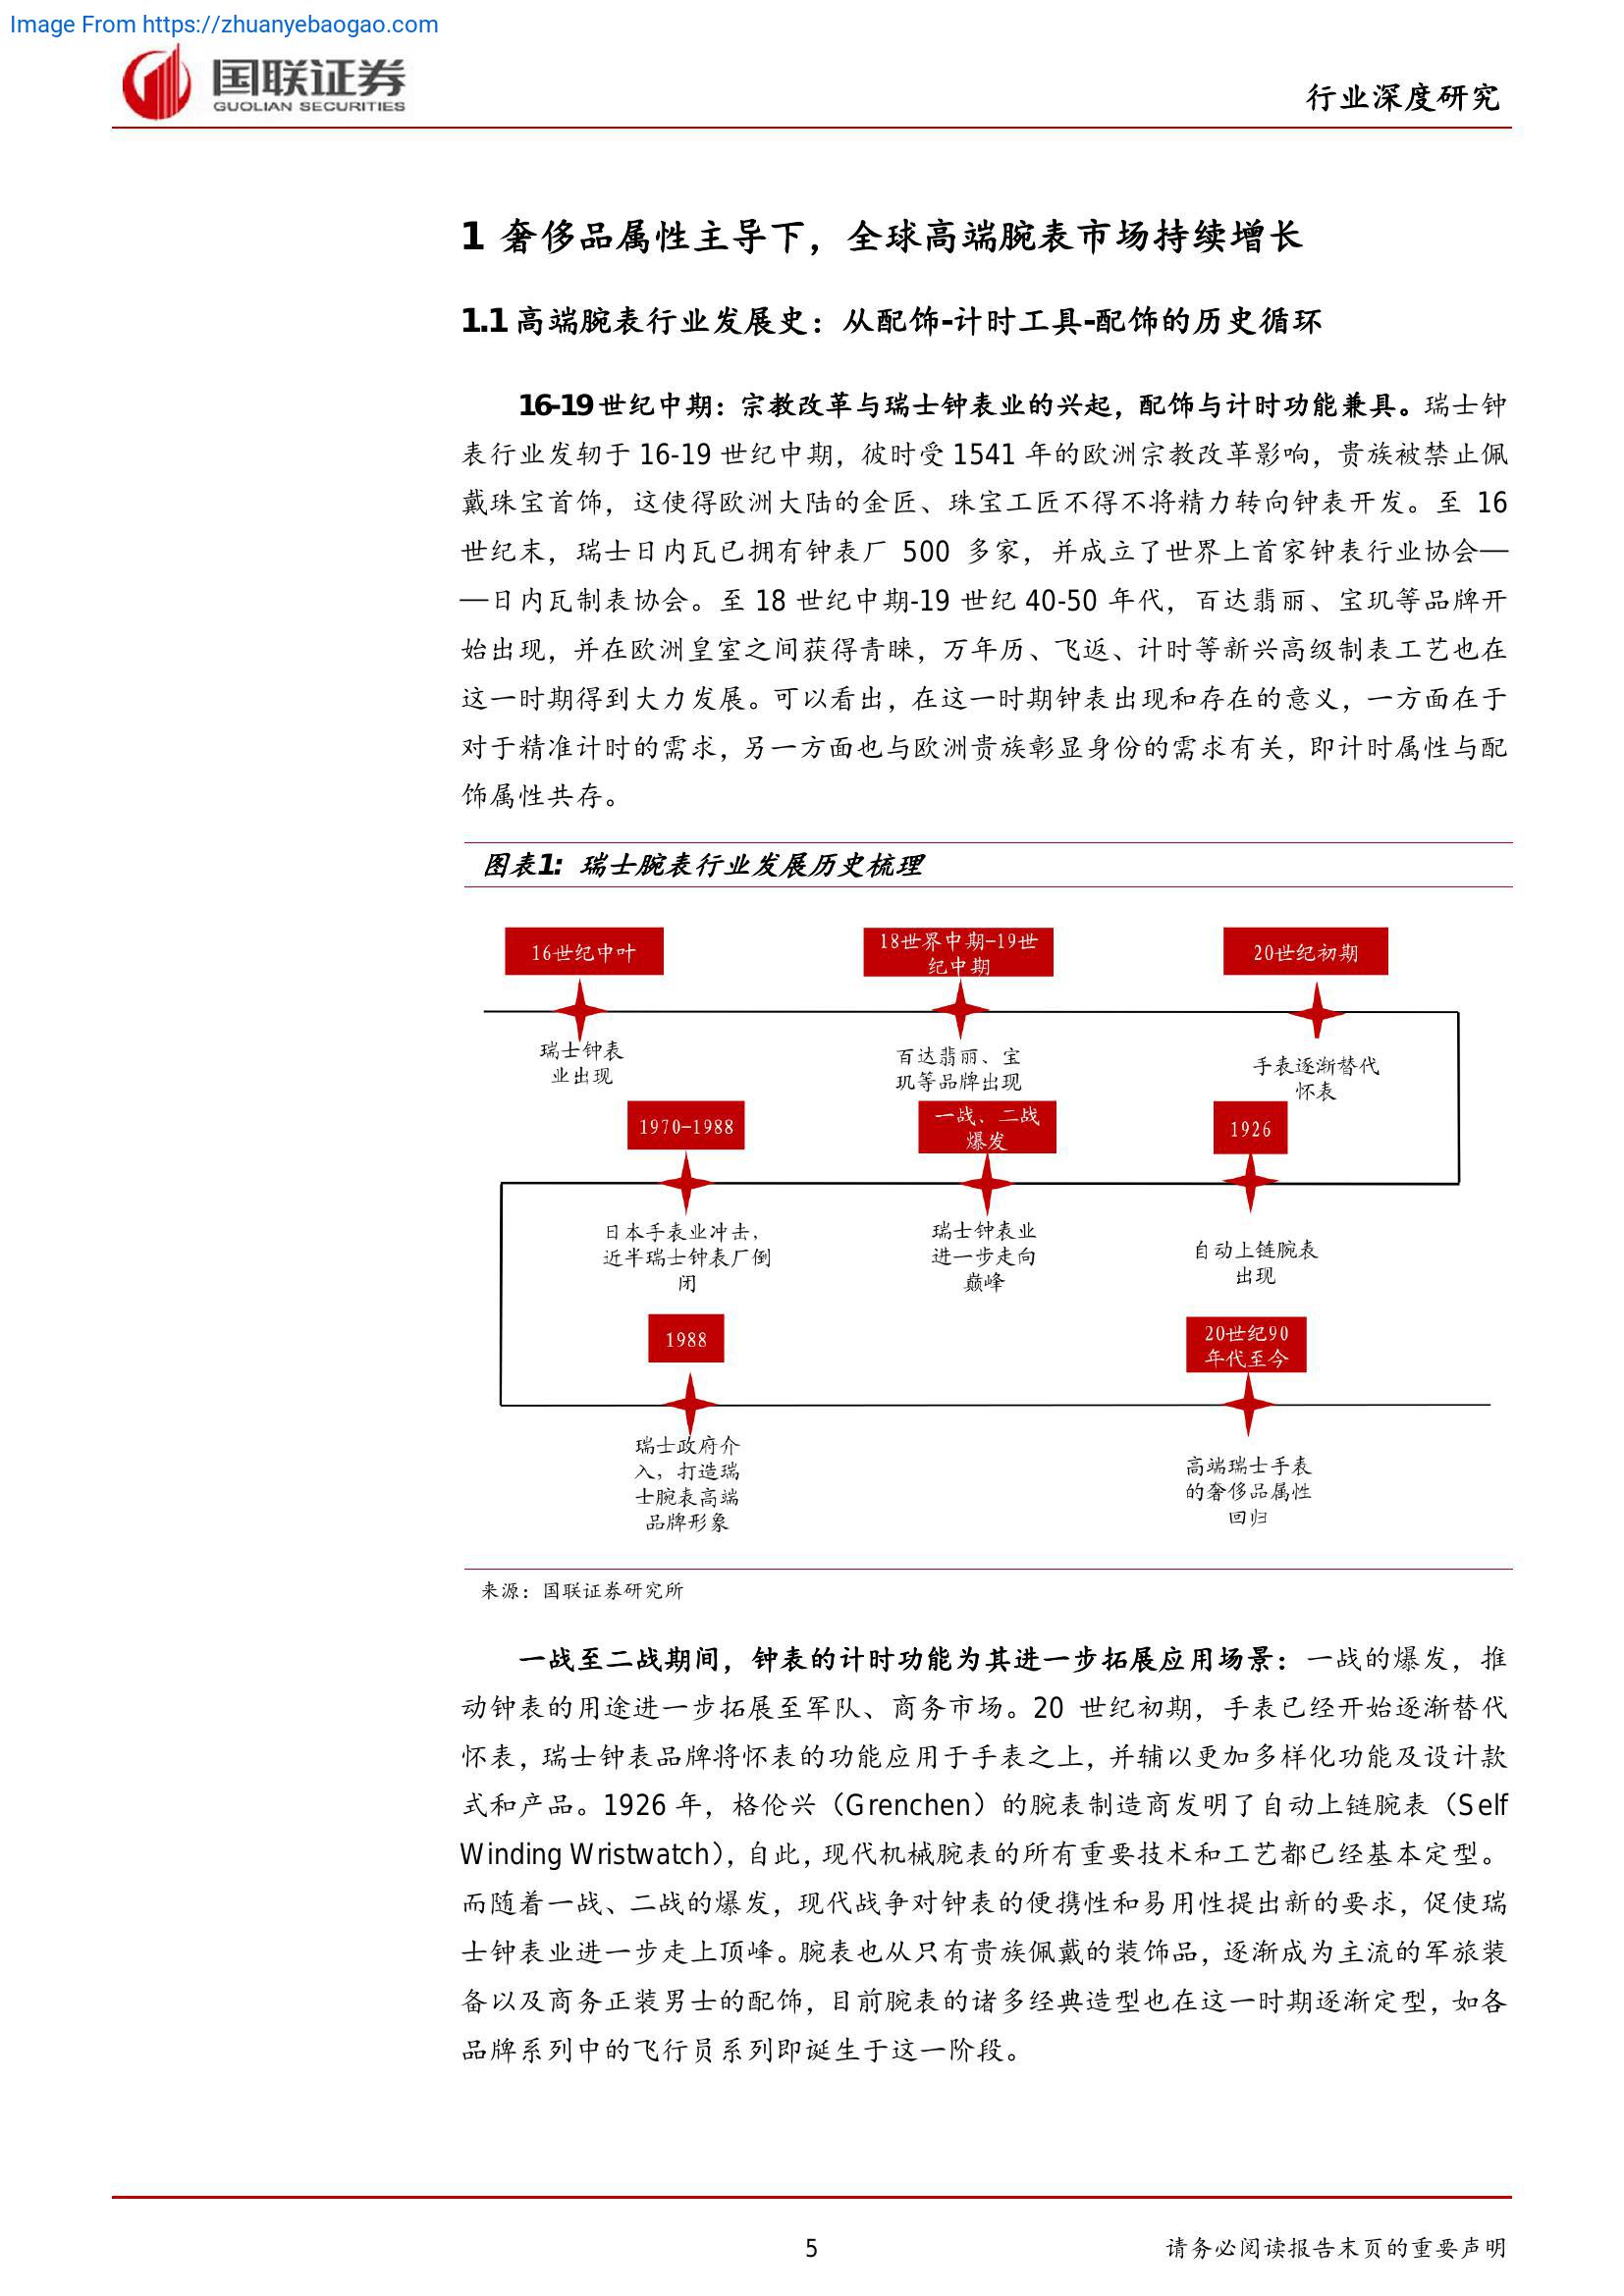 Image From https://zhuanyebaogao.com
国联证券
GUOLIAN SECURITIES
行业深度研究
1 奢侈品属性主导下，全球高端腕表市场持续增长
1.1 高端腕表行业发展史：从配饰-计时工具-配饰的历史循环
16-19 世纪中期：宗教改革与瑞士钟表业的兴起，配饰与计时功能兼具。瑞士钟
表行业发轫于 16-19 世纪中期，彼时受 1541 年的欧洲宗教改革影响，贵族被禁止佩
戴珠宝首饰，这使得欧洲大陆的金匠、珠宝工匠不得不将精力转向钟表开发。至 16
世纪末，瑞士日内瓦已拥有钟表厂 500 多家，并成立了世界上首家钟表行业协会—
—日内瓦制表协会。至 18 世纪中期-19 世纪 40-50 年代，百达翡丽、宝玑等品牌开
始出现，并在欧洲皇室之间获得青睐，万年历、飞返、计时等新兴高级制表工艺也在
这一时期得到大力发展。可以看出，在这一时期钟表出现和存在的意义，一方面在于
对于精准计时的需求，另一方面也与欧洲贵族彰显身份的需求有关，即计时属性与配
饰属性共存。
图表1：瑞士腕表行业发展历史梳理
16世纪中叶
18世界中期-19世
纪中期
20世纪初期
瑞士钟表
业出现
百达翡丽、宝
玑等品牌出现
手表逐渐替代
怀表
1970-1988
一战、二战
爆发
1926
日本手表业冲击，
近半瑞士钟表厂倒
闭
瑞士钟表业
进一步走向
巅峰
自动上链腕表
出现
1988
20世纪90
年代至今
瑞士政府介
入，打造瑞
士腕表高端
品牌形象
高端瑞士手表
的奢侈品属性
回归
来源：国联证券研究所
一战至二战期间，钟表的计时功能为其进一步拓展应用场景：一战的爆发，推
动钟表的用途进一步拓展至军队、商务市场。20 世纪初期，手表已经开始逐渐替代
怀表，瑞士钟表品牌将怀表的功能应用于手表之上，并辅以更加多样化功能及设计款
式和产品。1926 年，格伦兴（Grenchen）的腕表制造商发明了自动上链腕表（Self
Winding Wristwatch），自此，现代机械腕表的所有重要技术和工艺都已经基本定型。
而随着一战、二战的爆发，现代战争对钟表的便携性和易用性提出新的要求，促使瑞
士钟表业进一步走上顶峰。腕表也从只有贵族佩戴的装饰品，逐渐成为主流的军旅装
备以及商务正装男士的配饰，目前腕表的诸多经典造型也在这一时期逐渐定型，如各
品牌系列中的飞行员系列即诞生于这一阶段。
5
请务必阅读报告末页的重要声明